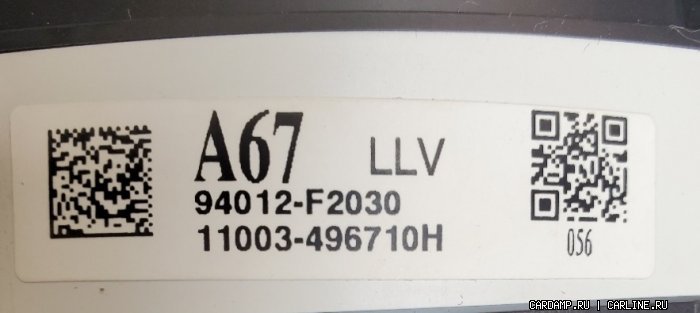 A67 LLV
94012-F2030
11003-496710H
056
CARDAMP.RU | CARLINE.RU